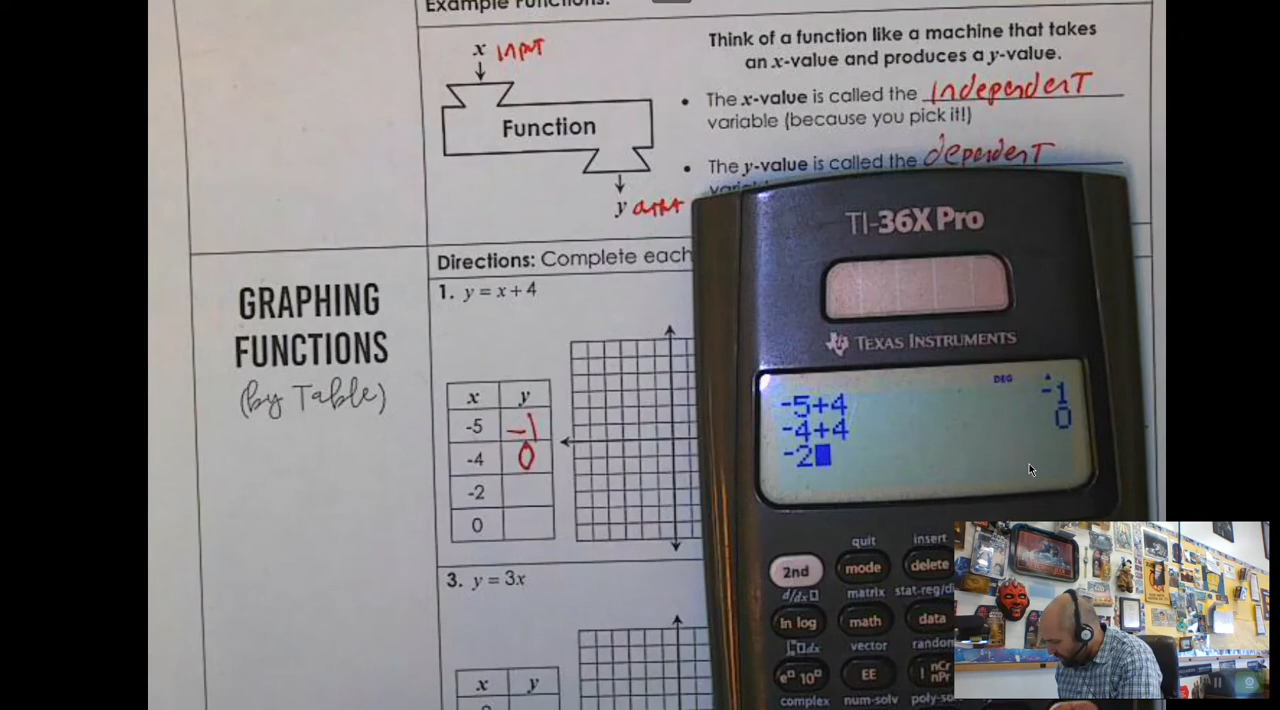 Example Functions:
x input
Function
y
Think of a function like a machine that takes
an x-value and produces a y-value.
• The x-value is called the independent
variable (because you pick it!)
• The y-value is called the dependent
GRAPHING
FUNCTIONS
(by Table)
Directions: Complete each
1. y = x + 4
x y
-5 -1
-4 0
-2
0
3. y = 3x
x y
TI-36X Pro
TEXAS INSTRUMENTS
DEG
-5+4 -1
-4+4 0
-2
quit insert
2nd mode delete
d/dx□ matrix stat-reg/d
ln log math data
∫□dx vector random
e□ 10□ EE ! nCr nPr
complex num-solv poly-so